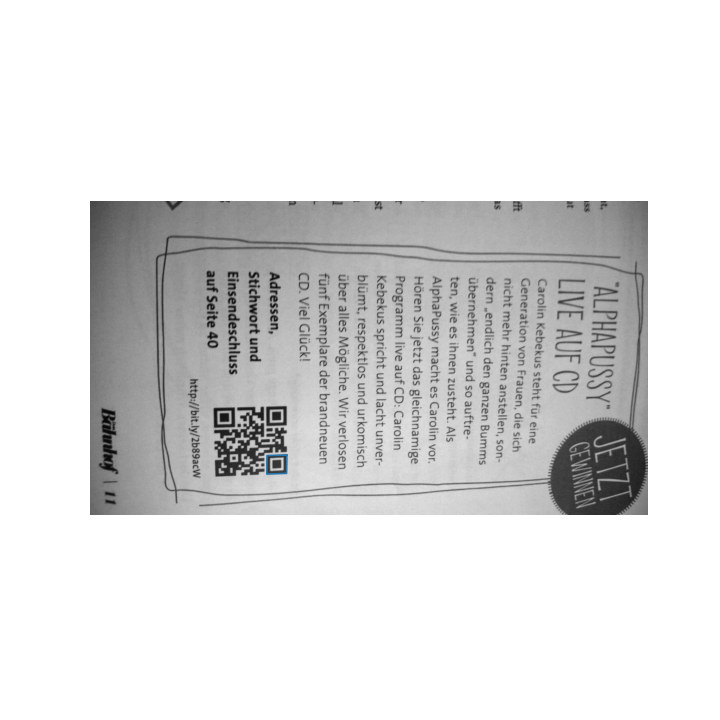 "ALPHAPUSSY"
LIVE AUF CD
JETZT
GEWINNEN
Carolin Kebekus steht für eine
Generation von Frauen, die sich
nicht mehr hinten anstellen, son-
dern „endlich den ganzen Bumms
übernehmen" und so auftre-
ten, wie es ihnen zusteht. Als
AlphaPussy macht es Carolin vor.
Hören Sie jetzt das gleichnamige
Programm live auf CD: Carolin
Kebekus spricht und lacht unver-
blümt, respektlos und urkomisch
über alles Mögliche. Wir verlosen
fünf Exemplare der brandneuen
CD. Viel Glück!
Adressen,
Stichwort und
Einsendeschluss
auf Seite 40
http://bit.ly/2b89acW
Bahnhof | 11